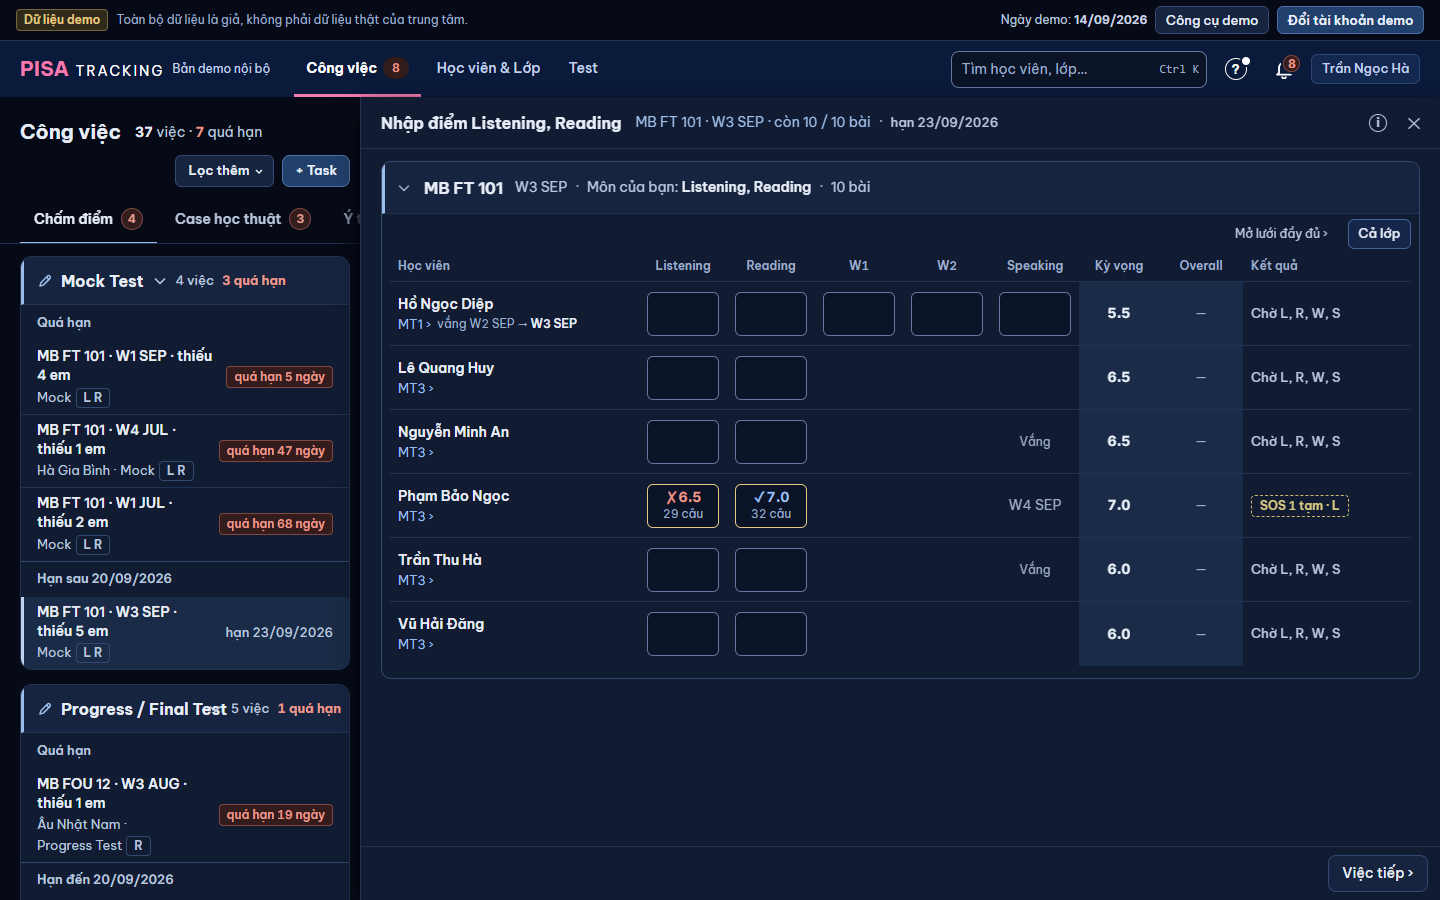 Dữ liệu demo Toàn bộ dữ liệu là giả, không phải dữ liệu thật của trung tâm. Ngày demo: 14/09/2026 Công cụ demo Đổi tài khoản demo
PISA TRACKING Bản demo nội bộ Công việc 8 Học viên & Lớp Test Tìm học viên, lớp... Ctrl K ? 8 Trần Ngọc Hà
Công việc 37 việc · 7 quá hạn
Lọc thêm + Task
Chấm điểm 4 Case học thuật 3 Ý t
Mock Test 4 việc 3 quá hạn
Quá hạn
MB FT 101 · W1 SEP · thiếu
4 em
quá hạn 5 ngày
Mock L R
MB FT 101 · W4 JUL ·
thiếu 1 em
quá hạn 47 ngày
Hà Gia Bình · Mock L R
MB FT 101 · W1 JUL ·
thiếu 2 em
quá hạn 68 ngày
Mock L R
Hạn sau 20/09/2026
MB FT 101 · W3 SEP ·
thiếu 5 em
hạn 23/09/2026
Mock L R
Progress / Final Test 5 việc 1 quá hạn
Quá hạn
MB FOU 12 · W3 AUG ·
thiếu 1 em
quá hạn 19 ngày
Âu Nhật Nam ·
Progress Test R
Hạn đến 20/09/2026
Nhập điểm Listening, Reading MB FT 101 · W3 SEP · còn 10 / 10 bài · hạn 23/09/2026
MB FT 101 W3 SEP · Môn của bạn: Listening, Reading · 10 bài
Mở lưới đầy đủ › Cả lớp
Học viên Listening Reading W1 W2 Speaking Kỳ vọng Overall Kết quả
Hồ Ngọc Diệp 5.5 — Chờ L, R, W, S
MT1 › vắng W2 SEP → W3 SEP
Lê Quang Huy 6.5 — Chờ L, R, W, S
MT3 ›
Nguyễn Minh An Vắng 6.5 — Chờ L, R, W, S
MT3 ›
Phạm Bảo Ngọc ✗6.5 ✓7.0 W4 SEP 7.0 — SOS 1 tạm · L
MT3 › 29 câu 32 câu
Trần Thu Hà Vắng 6.0 — Chờ L, R, W, S
MT3 ›
Vũ Hải Đăng 6.0 — Chờ L, R, W, S
MT3 ›
Việc tiếp ›